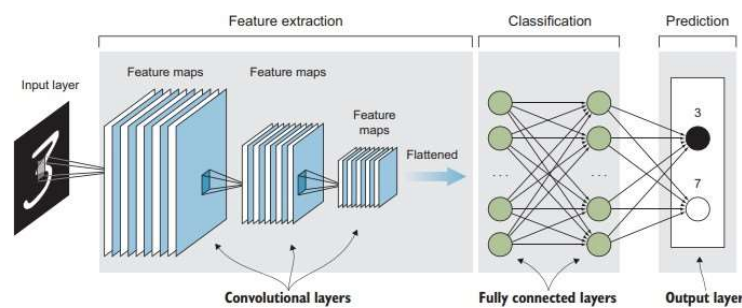 Feature extraction
Classification
Prediction
Input layer
Feature maps
Feature maps
Feature
maps
Flattened
3
3
7
. . .
. . .
Convolutional layers
Fully connected layers
Output layer